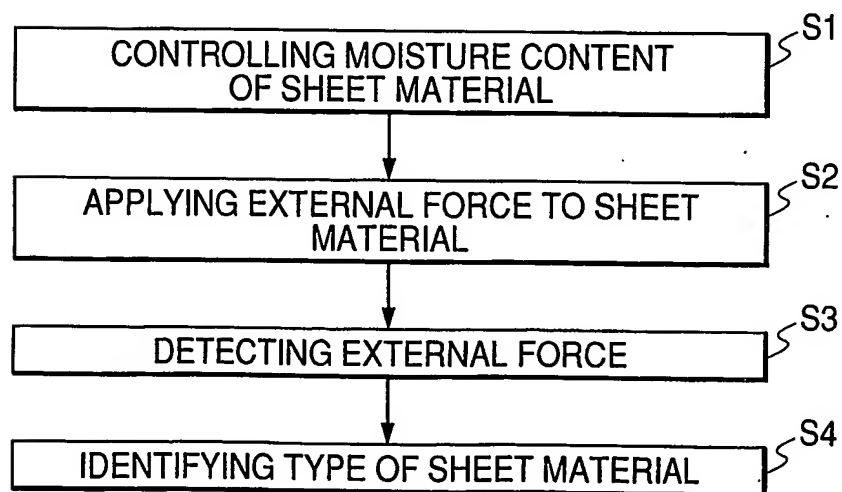 S1
CONTROLLING MOISTURE CONTENT
OF SHEET MATERIAL
S2
APPLYING EXTERNAL FORCE TO SHEET
MATERIAL
S3
DETECTING EXTERNAL FORCE
S4
IDENTIFYING TYPE OF SHEET MATERIAL